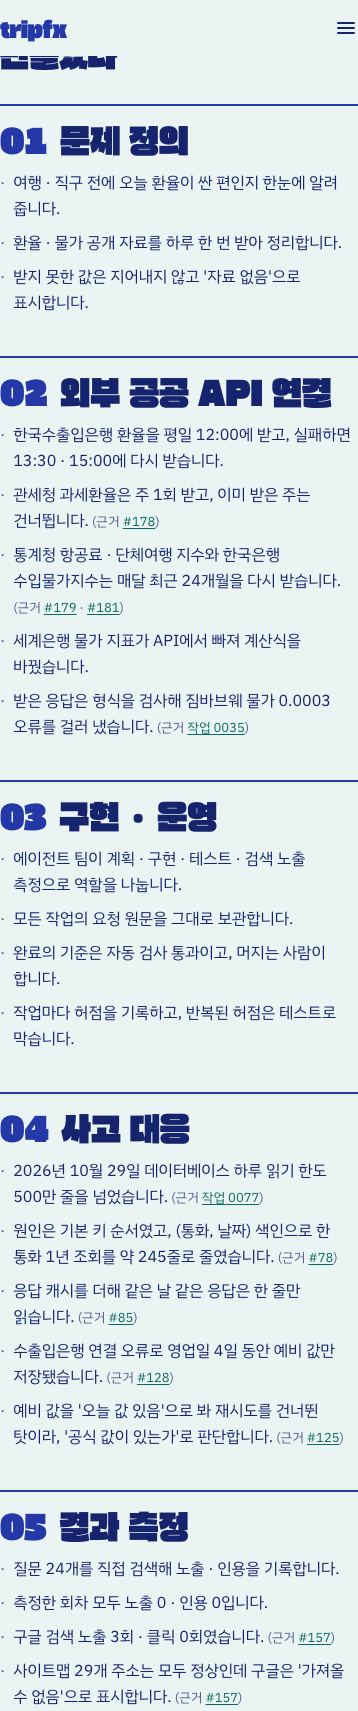 tripfx
01 문제 정의
· 여행 · 직구 전에 오늘 환율이 싼 편인지 한눈에 알려
줍니다.
· 환율 · 물가 공개 자료를 하루 한 번 받아 정리합니다.
· 받지 못한 값은 지어내지 않고 '자료 없음'으로
표시합니다.
02 외부 공공 API 연결
· 한국수출입은행 환율을 평일 12:00에 받고, 실패하면
13:30 · 15:00에 다시 받습니다.
· 관세청 과세환율은 주 1회 받고, 이미 받은 주는
건너뜁니다. (근거 #178)
· 통계청 항공료 · 단체여행 지수와 한국은행
수입물가지수는 매달 최근 24개월을 다시 받습니다.
(근거 #179 · #181)
· 세계은행 물가 지표가 API에서 빠져 계산식을
바꿨습니다.
· 받은 응답은 형식을 검사해 짐바브웨 물가 0.0003
오류를 걸러 냈습니다. (근거 작업 0035)
03 구현 · 운영
· 에이전트 팀이 계획 · 구현 · 테스트 · 검색 노출
측정으로 역할을 나눕니다.
· 모든 작업의 요청 원문을 그대로 보관합니다.
· 완료의 기준은 자동 검사 통과이고, 머지는 사람이
합니다.
· 작업마다 허점을 기록하고, 반복된 허점은 테스트로
막습니다.
04 사고 대응
· 2026년 10월 29일 데이터베이스 하루 읽기 한도
500만 줄을 넘었습니다. (근거 작업 0077)
· 원인은 기본 키 순서였고, (통화, 날짜) 색인으로 한
통화 1년 조회를 약 245줄로 줄였습니다. (근거 #78)
· 응답 캐시를 더해 같은 날 같은 응답은 한 줄만
읽습니다. (근거 #85)
· 수출입은행 연결 오류로 영업일 4일 동안 예비 값만
저장됐습니다. (근거 #128)
· 예비 값을 '오늘 값 있음'으로 봐 재시도를 건너뛴
탓이라, '공식 값이 있는가'로 판단합니다. (근거 #125)
05 결과 측정
· 질문 24개를 직접 검색해 노출 · 인용을 기록합니다.
· 측정한 회차 모두 노출 0 · 인용 0입니다.
· 구글 검색 노출 3회 · 클릭 0회였습니다. (근거 #157)
· 사이트맵 29개 주소는 모두 정상인데 구글은 '가져올
수 없음'으로 표시합니다. (근거 #157)